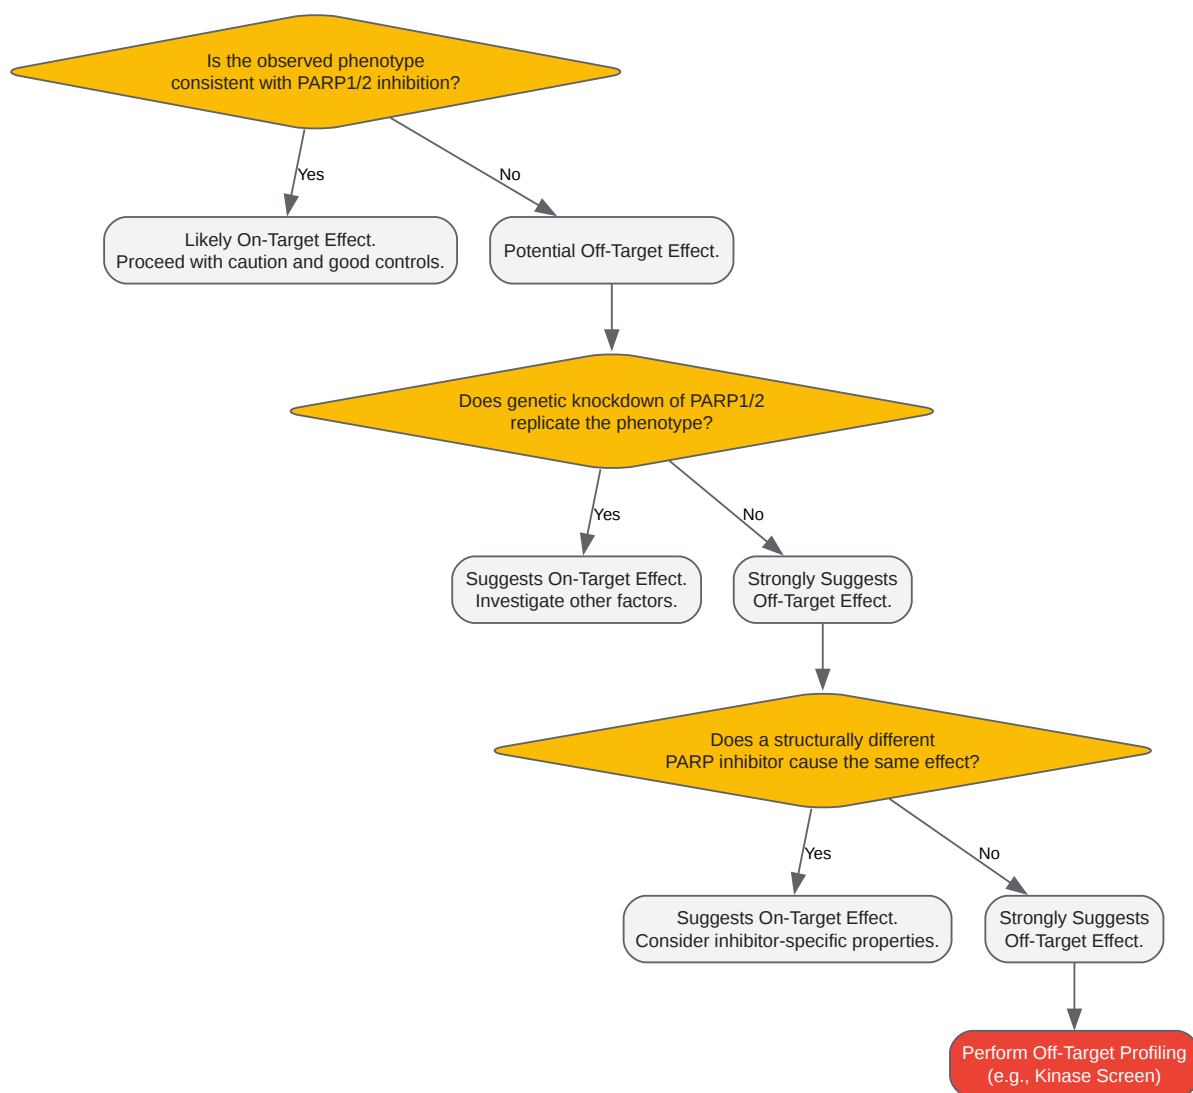 Is the observed phenotype
consistent with PARP1/2 inhibition?
Yes
No
Likely On-Target Effect.
Proceed with caution and good controls.
Potential Off-Target Effect.
Does genetic knockdown of PARP1/2
replicate the phenotype?
Yes
No
Suggests On-Target Effect.
Investigate other factors.
Strongly Suggests
Off-Target Effect.
Does a structurally different
PARP inhibitor cause the same effect?
Yes
No
Suggests On-Target Effect.
Consider inhibitor-specific properties.
Strongly Suggests
Off-Target Effect.
Perform Off-Target Profiling
(e.g., Kinase Screen)